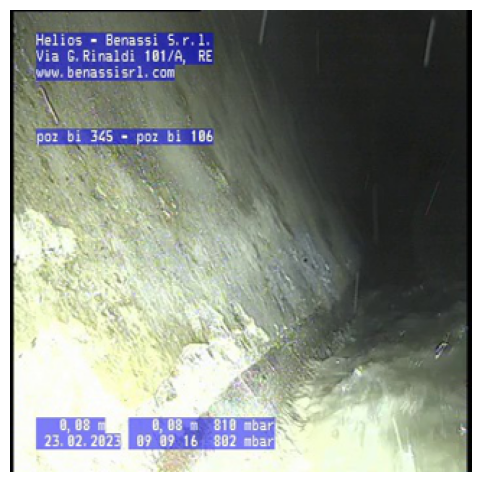 Helios - Benassi S.r.l.
Via G.Rinaldi 101/A, RE
www.benassisrl.com
poz bi 345 - poz bi 106
0,08 m 0,08 m 810 mbar
23.02.2023 09 09 16 802 mbar